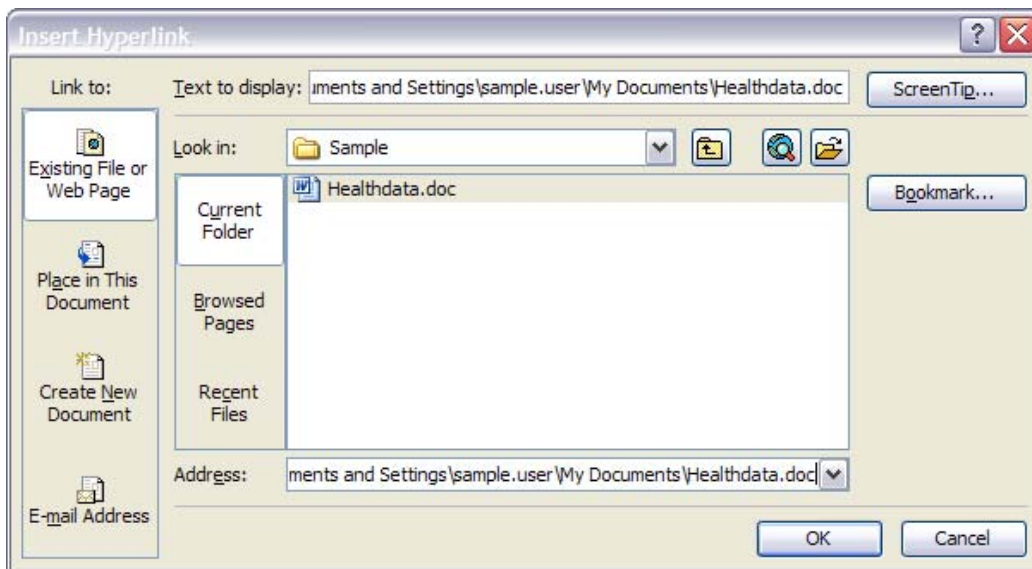 Insert Hyperlink
Link to:
Text to display: ments and Settings\sample.user\My Documents\Healthdata.doc
ScreenTip...
Existing File or
Web Page
Look in:
Sample
Current
Folder
Healthdata.doc
Bookmark...
Place in This
Document
Browsed
Pages
Create New
Document
Recent
Files
E-mail Address
Address: ments and Settings\sample.user\My Documents\Healthdata.doc
OK
Cancel